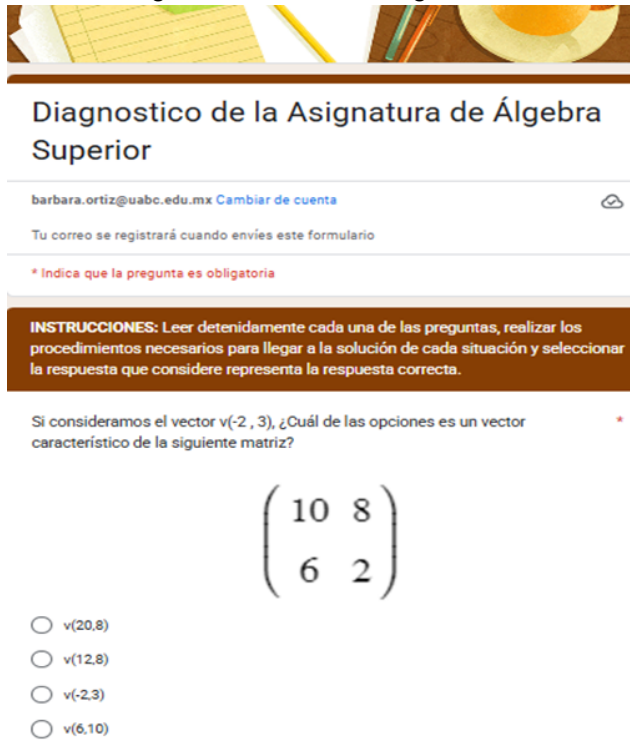 Diagnostico de la Asignatura de Álgebra
Superior
barbara.ortiz@uabc.edu.mx Cambiar de cuenta
Tu correo se registrará cuando envíes este formulario
* Indica que la pregunta es obligatoria
INSTRUCCIONES: Leer detenidamente cada una de las preguntas, realizar los
procedimientos necesarios para llegar a la solución de cada situación y seleccionar
la respuesta que considere representa la respuesta correcta.
Si consideramos el vector v(-2 , 3), ¿Cuál de las opciones es un vector *
característico de la siguiente matriz?
10 8
6 2
v(20,8)
v(12,8)
v(-2,3)
v(6,10)